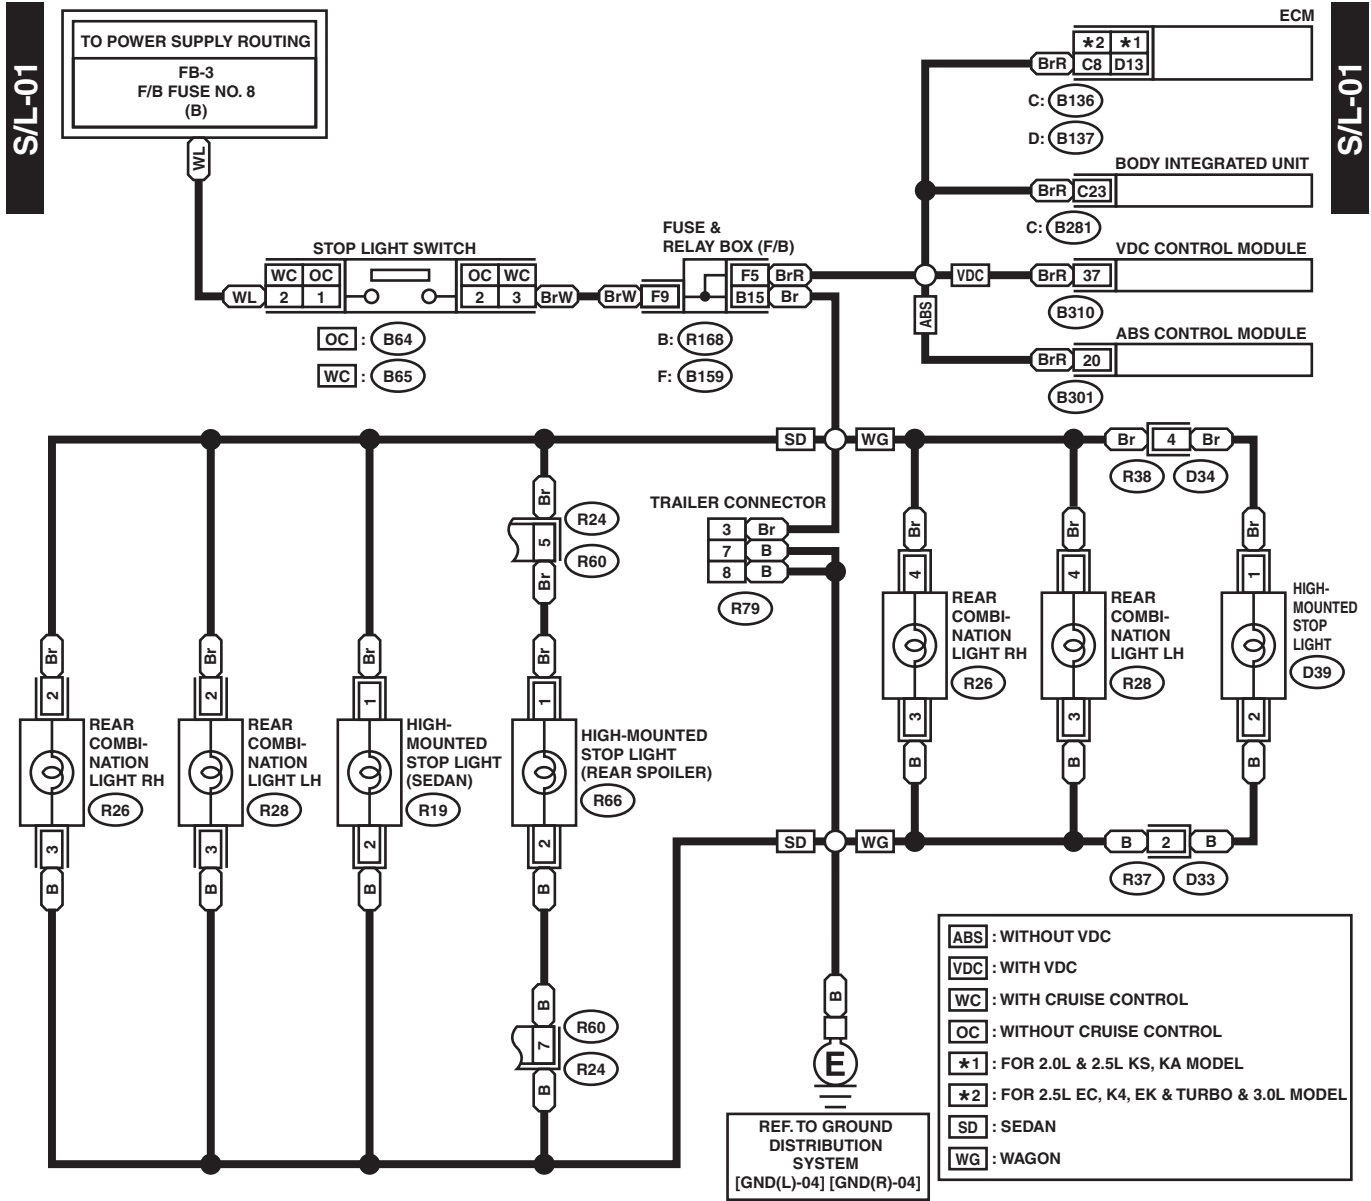 S/L-01
S/L-01
TO POWER SUPPLY ROUTING
FB-3
F/B FUSE NO. 8
(B)
WL
ECM
*2 *1
BrR C8 D13
C: B136
D: B137
BODY INTEGRATED UNIT
BrR C23
C: B281
VDC CONTROL MODULE
VDC BrR 37
B310
ABS
ABS CONTROL MODULE
BrR 20
B301
STOP LIGHT SWITCH
WC OC OC WC
WL 2 1 2 3 BrW
OC : B64
WC : B65
FUSE &
RELAY BOX (F/B)
F5 BrR
BrW F9 B15 Br
B: R168
F: B159
SD WG
Br 4 Br
R38 D34
TRAILER CONNECTOR
3 Br
7 B
8 B
R79
Br
R24
5
R60
Br
Br
2
REAR
COMBI-
NATION
LIGHT RH
R26
3
B
Br
2
REAR
COMBI-
NATION
LIGHT LH
R28
3
B
Br
1
HIGH-
MOUNTED
STOP LIGHT
(SEDAN)
R19
2
B
Br
1
HIGH-MOUNTED
STOP LIGHT
(REAR SPOILER)
R66
2
B
B
R60
7
R24
B
Br
4
REAR
COMBI-
NATION
LIGHT RH
R26
3
B
Br
4
REAR
COMBI-
NATION
LIGHT LH
R28
3
B
Br
1
HIGH-
MOUNTED
STOP
LIGHT
D39
2
B
SD WG
B 2 B
R37 D33
B
E
REF. TO GROUND
DISTRIBUTION
SYSTEM
[GND(L)-04] [GND(R)-04]
ABS : WITHOUT VDC
VDC : WITH VDC
WC : WITH CRUISE CONTROL
OC : WITHOUT CRUISE CONTROL
*1 : FOR 2.0L & 2.5L KS, KA MODEL
*2 : FOR 2.5L EC, K4, EK & TURBO & 3.0L MODEL
SD : SEDAN
WG : WAGON